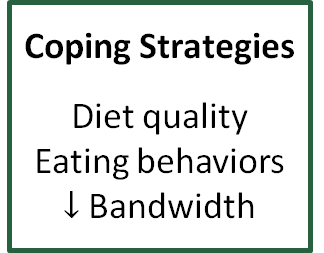 Coping Strategies
Diet quality
Eating behaviors
↓ Bandwidth